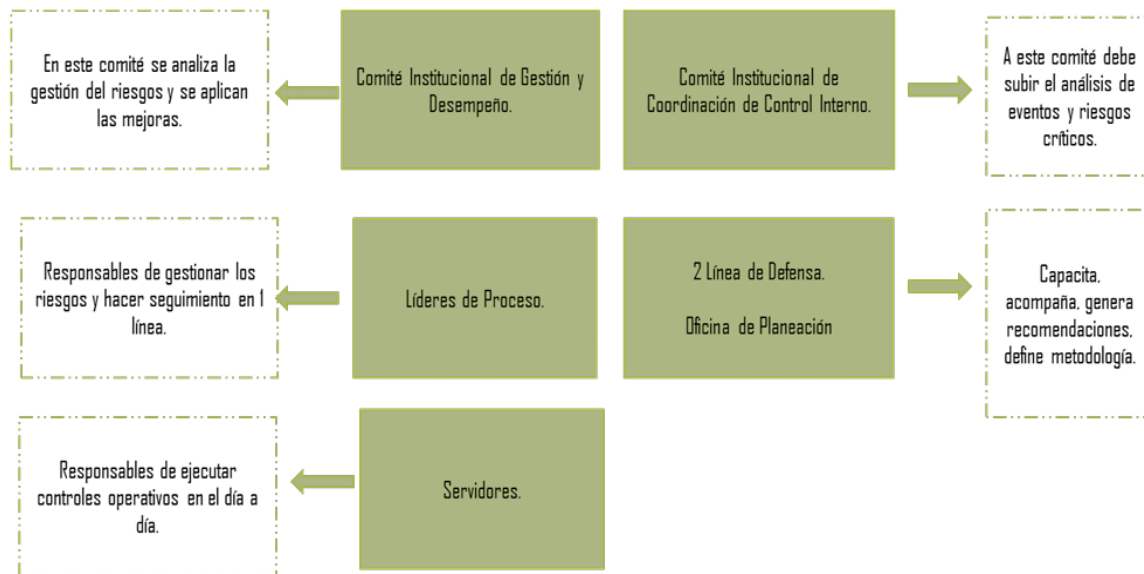 En este comité se analiza la
gestión del riesgos y se aplican
las mejoras.
Comité Institucional de Gestión y
Desempeño.
Comité Institucional de
Coordinación de Control Interno.
A este comité debe
subir el análisis de
eventos y riesgos
críticos.
Responsables de gestionar los
riesgos y hacer seguimiento en 1
línea.
Líderes de Proceso.
2 Línea de Defensa.
Oficina de Planeación
Capacita,
acompaña, genera
recomendaciones,
define metodología.
Responsables de ejecutar
controles operativos en el día a
día.
Servidores.